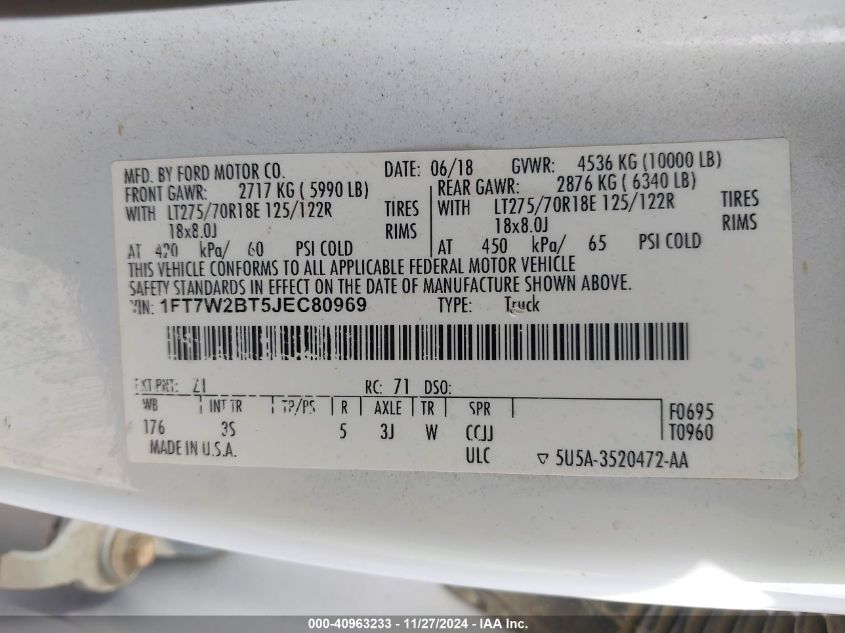 MFD. BY FORD MOTOR CO. DATE: 06/18 GVWR: 4536 KG (10000 LB)
FRONT GAWR: 2717 KG ( 5990 LB) REAR GAWR: 2876 KG ( 6340 LB)
WITH LT275/70R18E 125/122R TIRES WITH LT275/70R18E 125/122R TIRES
18x8.0J RIMS 18x8.0J RIMS
AT 420 kPa/ 60 PSI COLD AT 450 kPa/ 65 PSI COLD
THIS VEHICLE CONFORMS TO ALL APPLICABLE FEDERAL MOTOR VEHICLE
SAFETY STANDARDS IN EFFECT ON THE DATE OF MANUFACTURE SHOWN ABOVE.
VIN: 1FT7W2BT5JEC80969 TYPE: Truck
EXT PNT: Z1 RC: 71 DSO:
WB INT TR TP/PS R AXLE TR SPR F0695
176 3S 5 3J W CCJJ T0960
MADE IN U.S.A. ULC ▽ 5U5A-3520472-AA
000-40963233 - 11/27/2024 - IAA Inc.